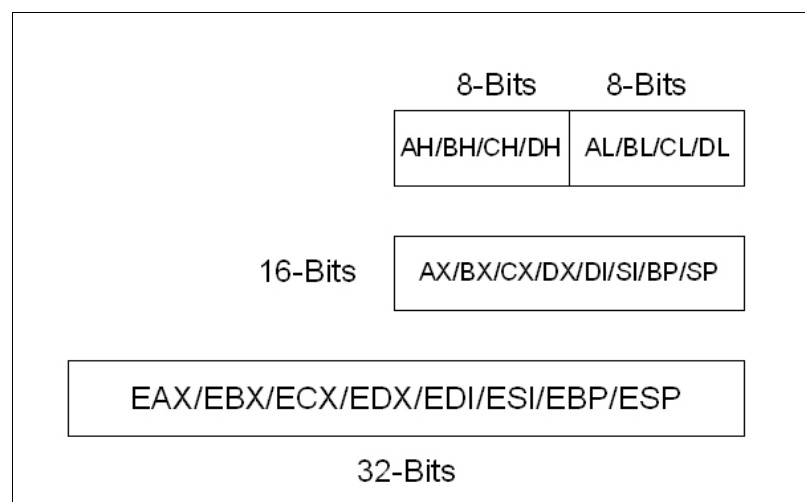 8-Bits 8-Bits
AH/BH/CH/DH AL/BL/CL/DL
16-Bits AX/BX/CX/DX/DI/SI/BP/SP
EAX/EBX/ECX/EDX/EDI/ESI/EBP/ESP
32-Bits